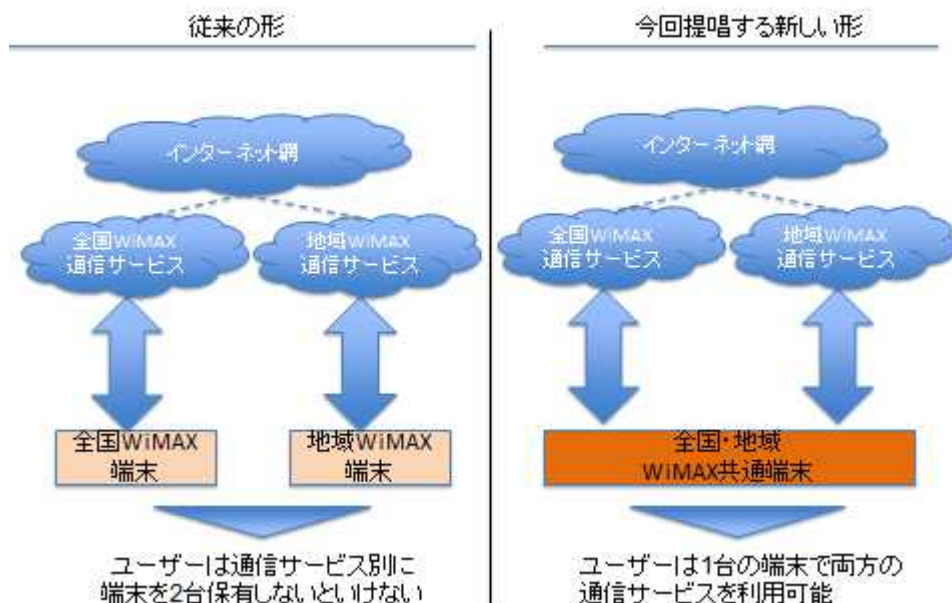 従来の形
インターネット網
全国WiMAX
通信サービス
地域WiMAX
通信サービス
全国WiMAX
端末
地域WiMAX
端末
ユーザーは通信サービス別に
端末を2台保有しないといけない
今回提唱する新しい形
インターネット網
全国WiMAX
通信サービス
地域WiMAX
通信サービス
全国・地域
WiMAX共通端末
ユーザーは1台の端末で両方の
通信サービスを利用可能